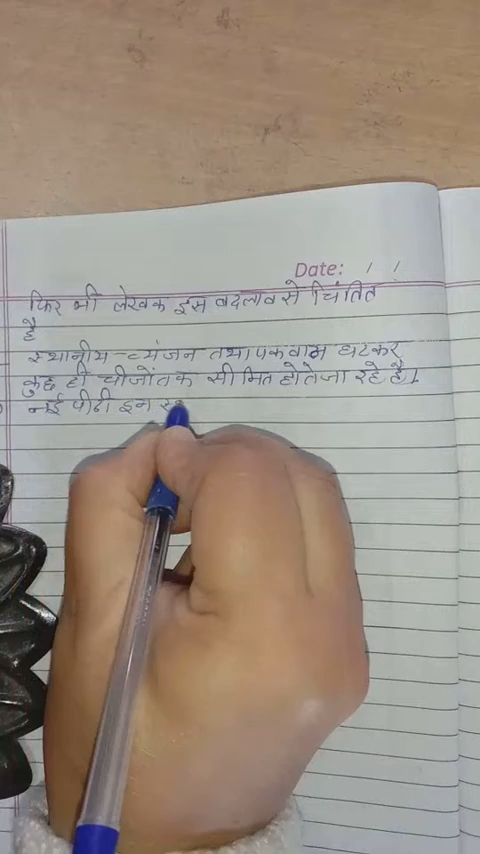 Date: / /
फिर भी लेखक इस बदलाव से चिंतित
है
स्थानीय-व्यंजन तथा पकवान घटकर
कुछ ही चीजों तक सीमित होते जा रहे है।
नई पीढी इन